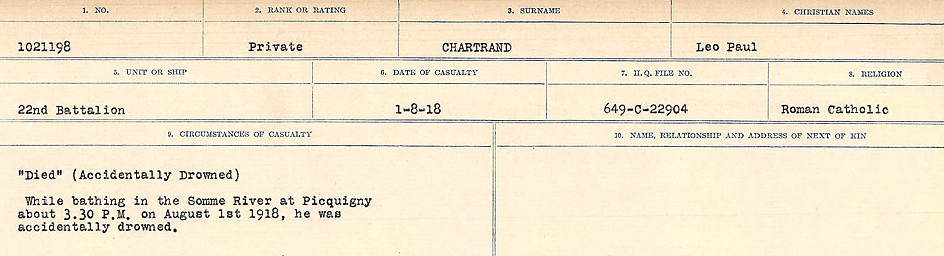 1. NO. 2. RANK OR RATING 3. SURNAME 4. CHRISTIAN NAMES
1021198 Private CHARTRAND Leo Paul
5. UNIT OR SHIP 6. DATE OF CASUALTY 7. H.Q. FILE NO. 8. RELIGION
22nd Battalion 1-8-18 649-C-22904 Roman Catholic
9. CIRCUMSTANCES OF CASUALTY 10. NAME, RELATIONSHIP AND ADDRESS OF NEXT OF KIN
"Died" (Accidentally Drowned)
While bathing in the Somme River at Picquigny
about 3.30 P.M. on August 1st 1918, he was
accidentally drowned.